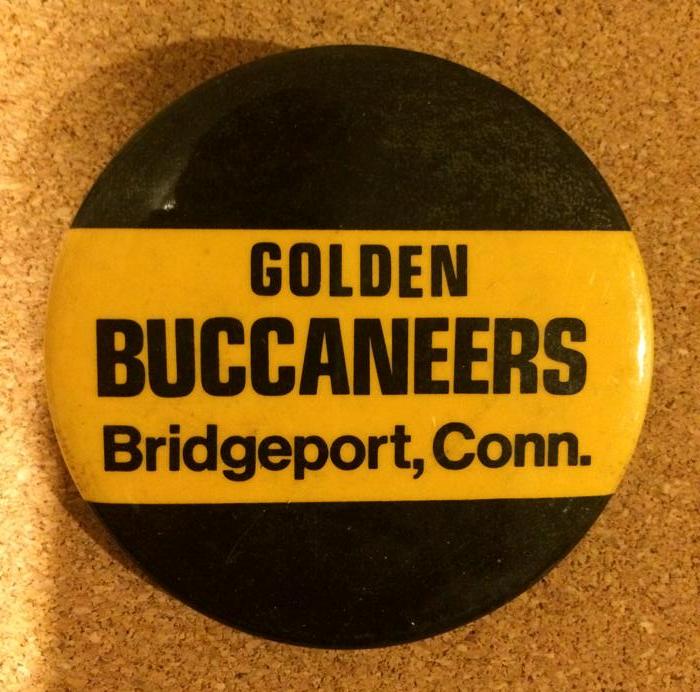 GOLDEN
BUCCANEERS
Bridgeport, Conn.